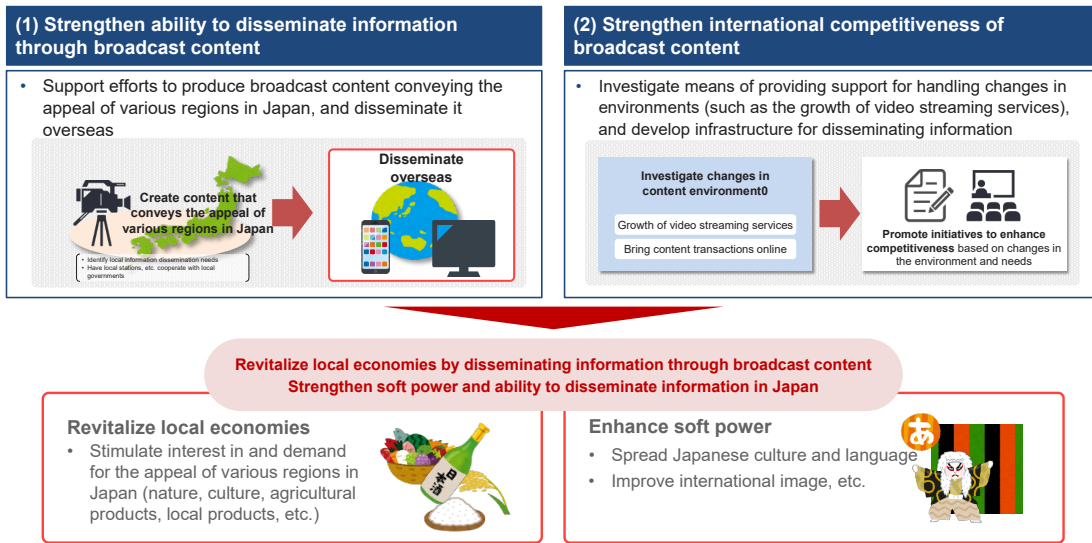 (1) Strengthen ability to disseminate information
through broadcast content
• Support efforts to produce broadcast content conveying the
appeal of various regions in Japan, and disseminate it
overseas
Create content that
conveys the appeal of
various regions in Japan
• Identify local information dissemination needs
• Have local stations, etc. cooperate with local
governments
Disseminate
overseas
(2) Strengthen international competitiveness of
broadcast content
• Investigate means of providing support for handling changes in
environments (such as the growth of video streaming services),
and develop infrastructure for disseminating information
Investigate changes in
content environment0
Growth of video streaming services
Bring content transactions online
Promote initiatives to enhance
competitiveness based on changes in
the environment and needs
Revitalize local economies by disseminating information through broadcast content
Strengthen soft power and ability to disseminate information in Japan
Revitalize local economies
• Stimulate interest in and demand
for the appeal of various regions in
Japan (nature, culture, agricultural
products, local products, etc.)
日本酒
Enhance soft power
• Spread Japanese culture and language
• Improve international image, etc.
あ